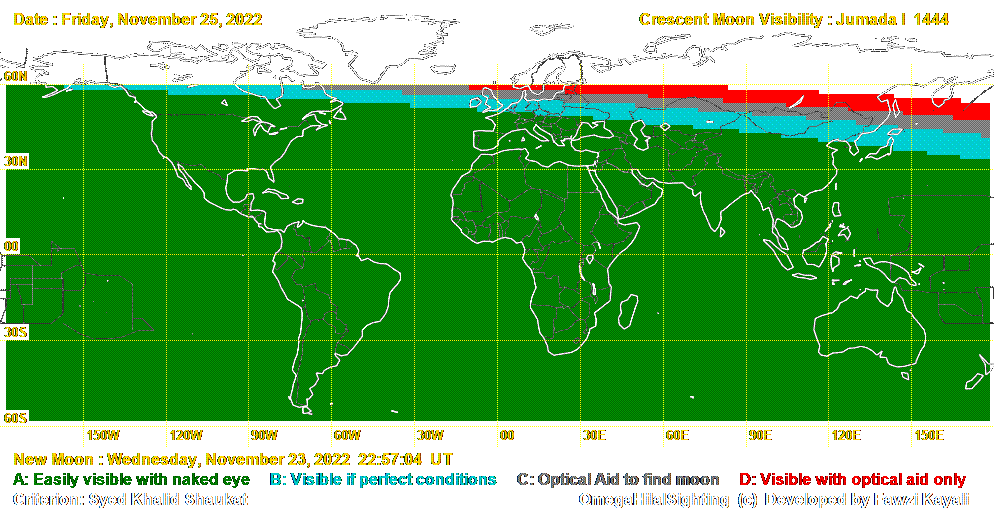 Date : Friday, November 25, 2022
Crescent Moon Visibility : Jumada I 1444
60N
30N
00
30S
60S
150W 120W 90W 60W 30W 00 30E 60E 90E 120E 150E
New Moon : Wednesday, November 23, 2022 22:57:04 UT
A: Easily visible with naked eye B: Visible if perfect conditions C: Optical Aid to find moon D: Visible with optical aid only
Criterion: Syed Khalid Shaukat OmegaHilalSighting (c) Developed by Fawzi Kayali